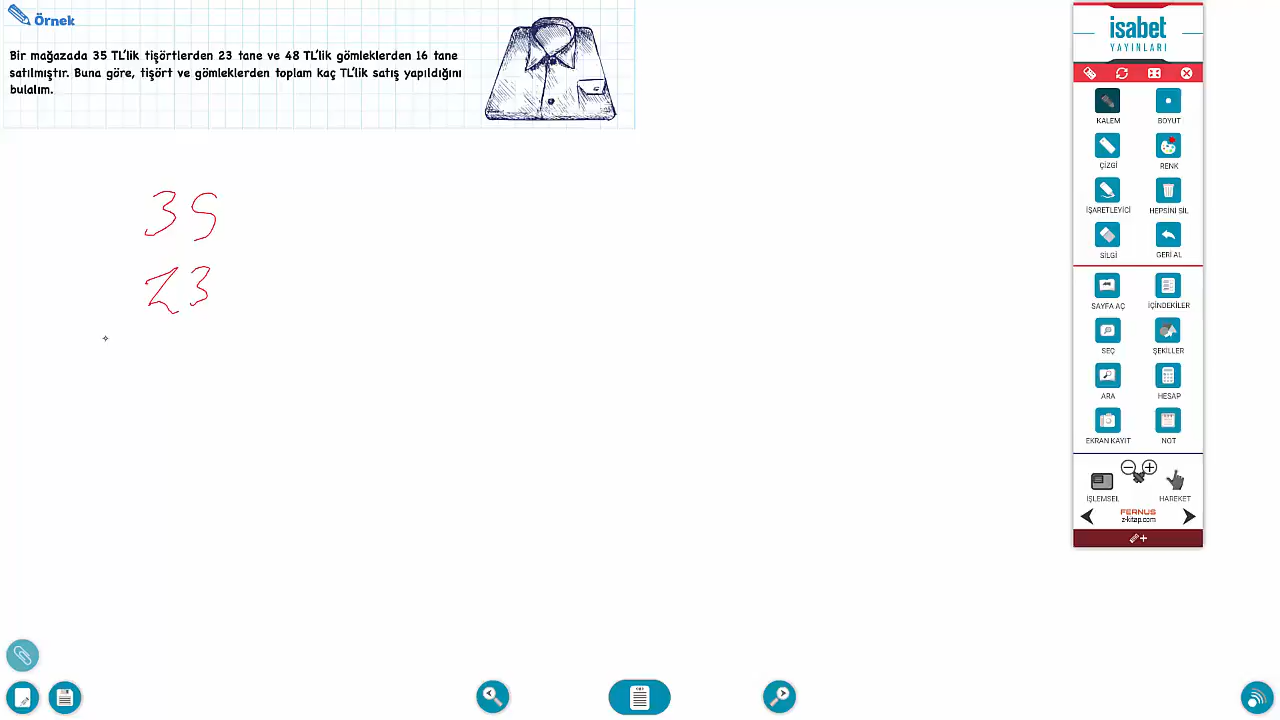 Örnek
Bir mağazada 35 TL'lik tişörtlerden 23 tane ve 48 TL'lik gömleklerden 16 tane
satılmıştır. Buna göre, tişört ve gömleklerden toplam kaç TL'lik satış yapıldığını
bulalım.
35
23
isabet
YAYINLARI
KALEM
BOYUT
ÇİZGİ
RENK
İŞARETLEYİCİ
HEPSİNİ SİL
SİLGİ
GERİ AL
SAYFA AÇ
İÇİNDEKİLER
SEÇ
ŞEKİLLER
ARA
HESAP
EKRAN KAYIT
NOT
İŞLEMSEL
HAREKET
FERNUS
z-kitap.com